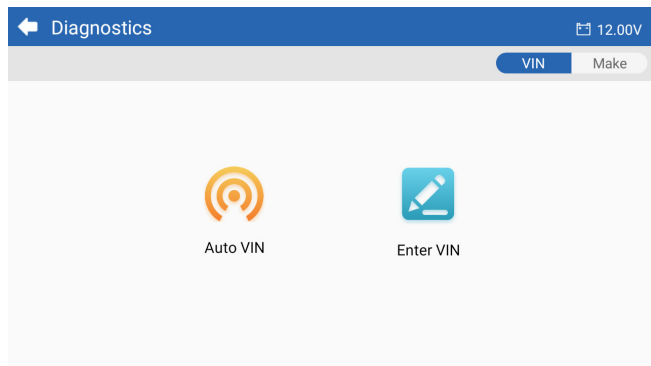 Diagnostics
12.00V
VIN
Make
Auto VIN
Enter VIN